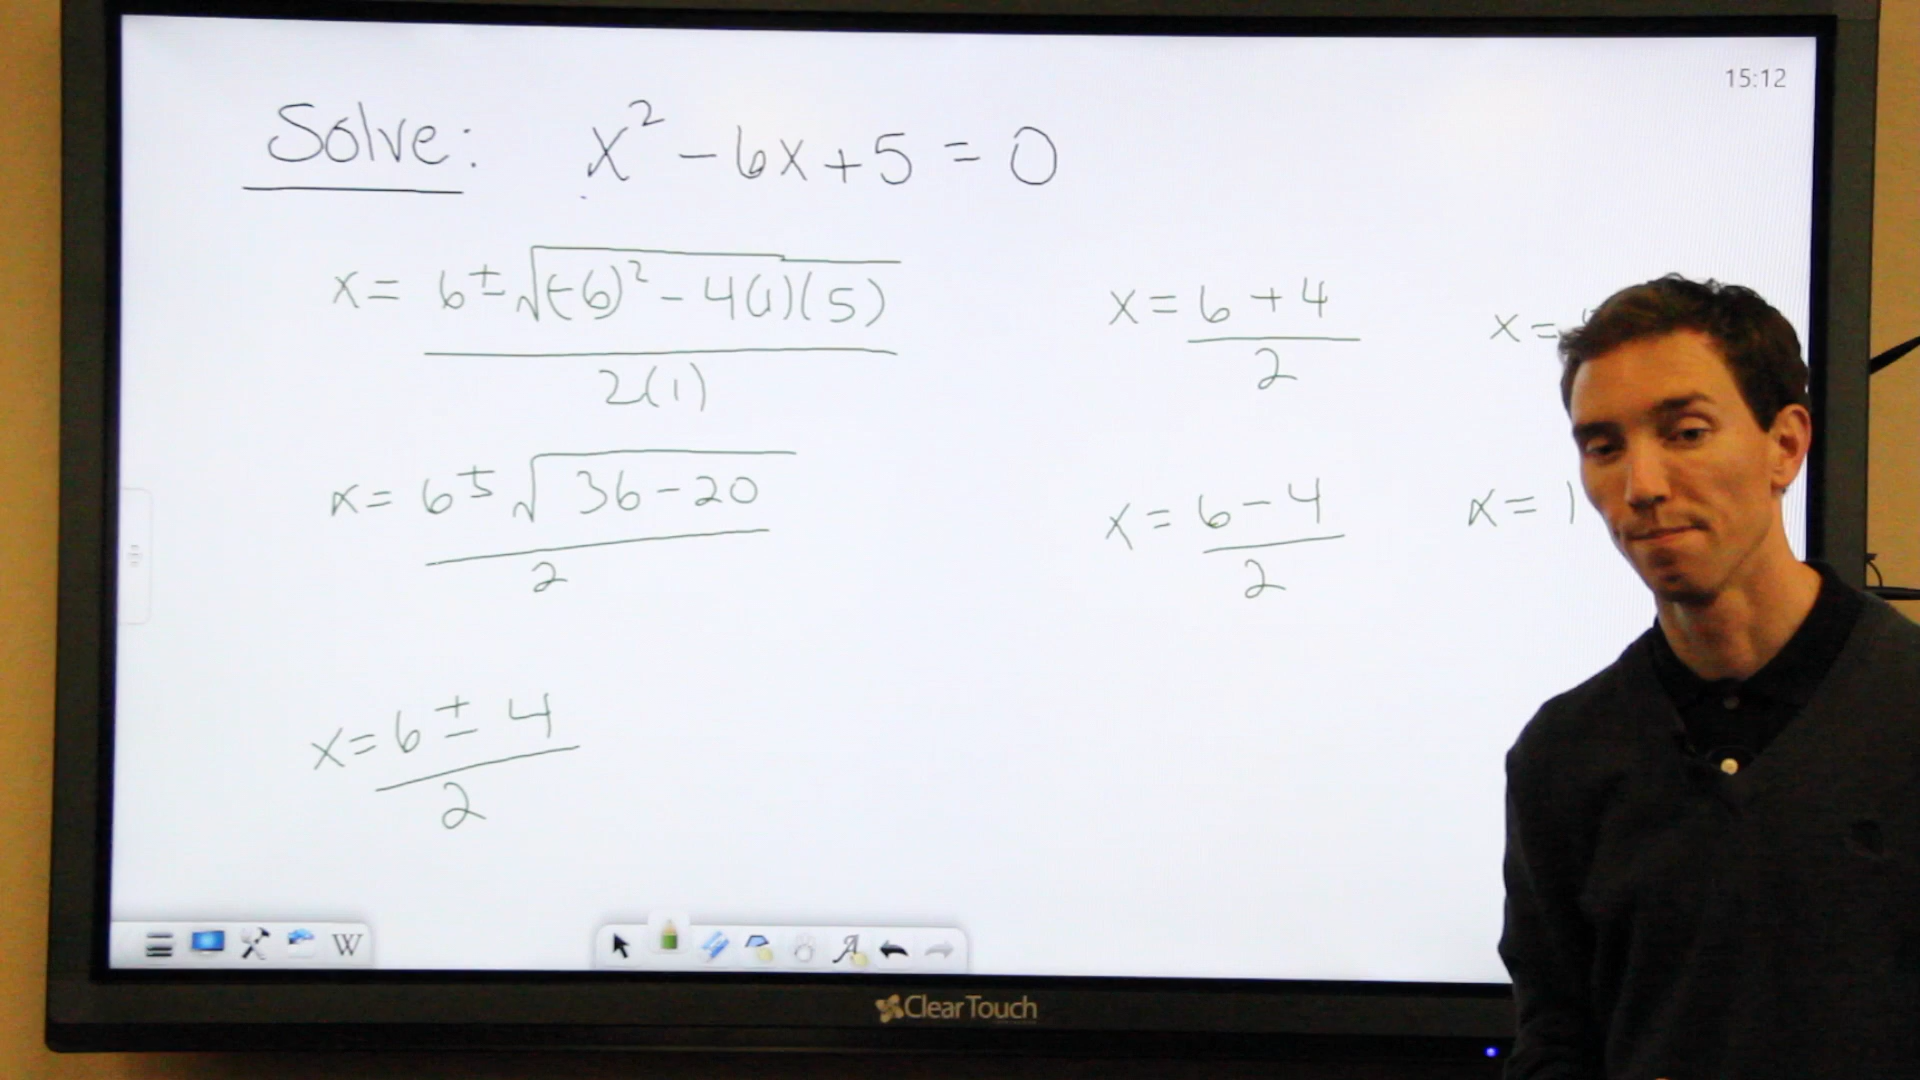 15:12
Solve: x² - 6x + 5 = 0
x = 6 ± √(-6)² - 4(1)(5)
2(1)
x = 6 ± √36 - 20
2
x = 6 ± 4
2
x = 6 + 4
2
x =
x = 6 - 4
2
x = 1
W
A
ClearTouch